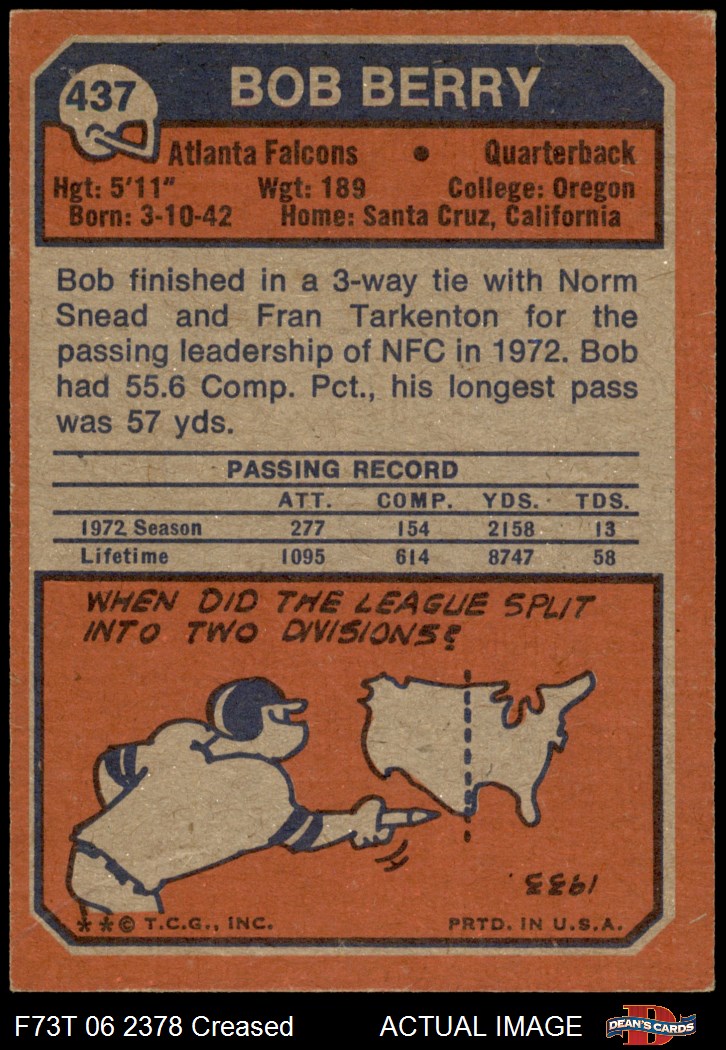 437
BOB BERRY
Atlanta Falcons • Quarterback
Hgt: 5'11" Wgt: 189 College: Oregon
Born: 3-10-42 Home: Santa Cruz, California
Bob finished in a 3-way tie with Norm
Snead and Fran Tarkenton for the
passing leadership of NFC in 1972. Bob
had 55.6 Comp. Pct., his longest pass
was 57 yds.
PASSING RECORD
ATT. COMP. YDS. TDS.
1972 Season 277 154 2158 13
Lifetime 1095 614 8747 58
WHEN DID THE LEAGUE SPLIT
INTO TWO DIVISIONS?
1933
**© T.C.G., INC. PRTD. IN U.S.A.
F73T 06 2378 Creased ACTUAL IMAGE
D
DEAN'S CARDS